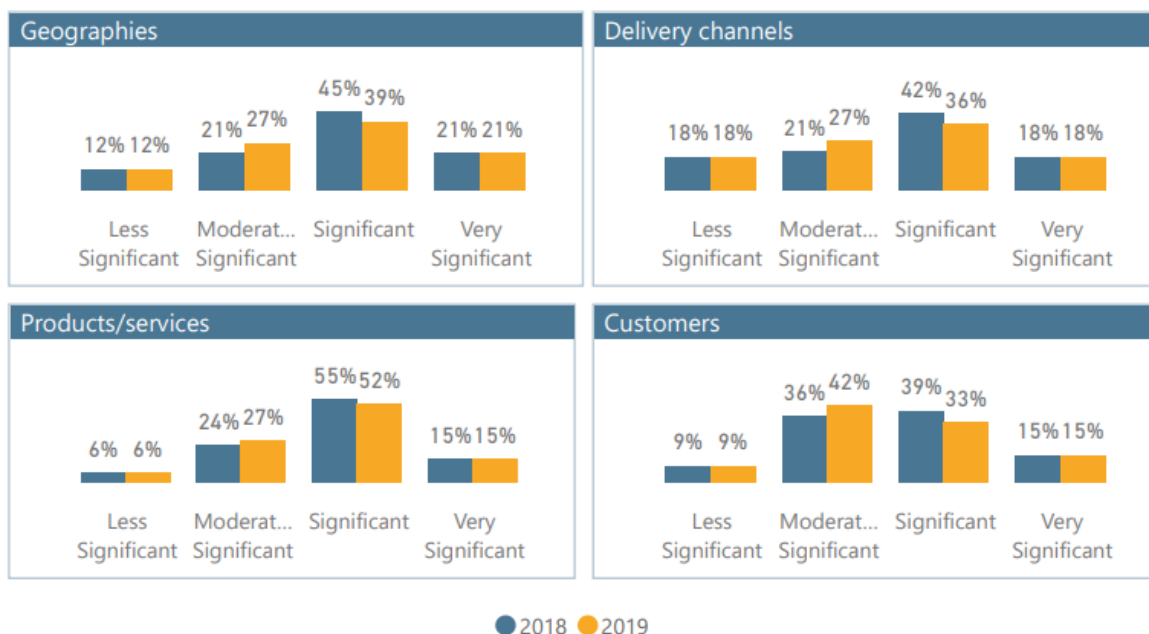 Geographies
45%
39%
27%
21%
21% 21%
12% 12%
Less
Significant
Moderat...
Significant
Significant
Very
Significant
Delivery channels
42%
36%
27%
21%
18% 18%
18% 18%
Less
Significant
Moderat...
Significant
Significant
Very
Significant
Products/services
55%
52%
24%
27%
15% 15%
6% 6%
Less
Significant
Moderat...
Significant
Significant
Very
Significant
Customers
42%
39%
36%
33%
15% 15%
9% 9%
Less
Significant
Moderat...
Significant
Significant
Very
Significant
2018 2019